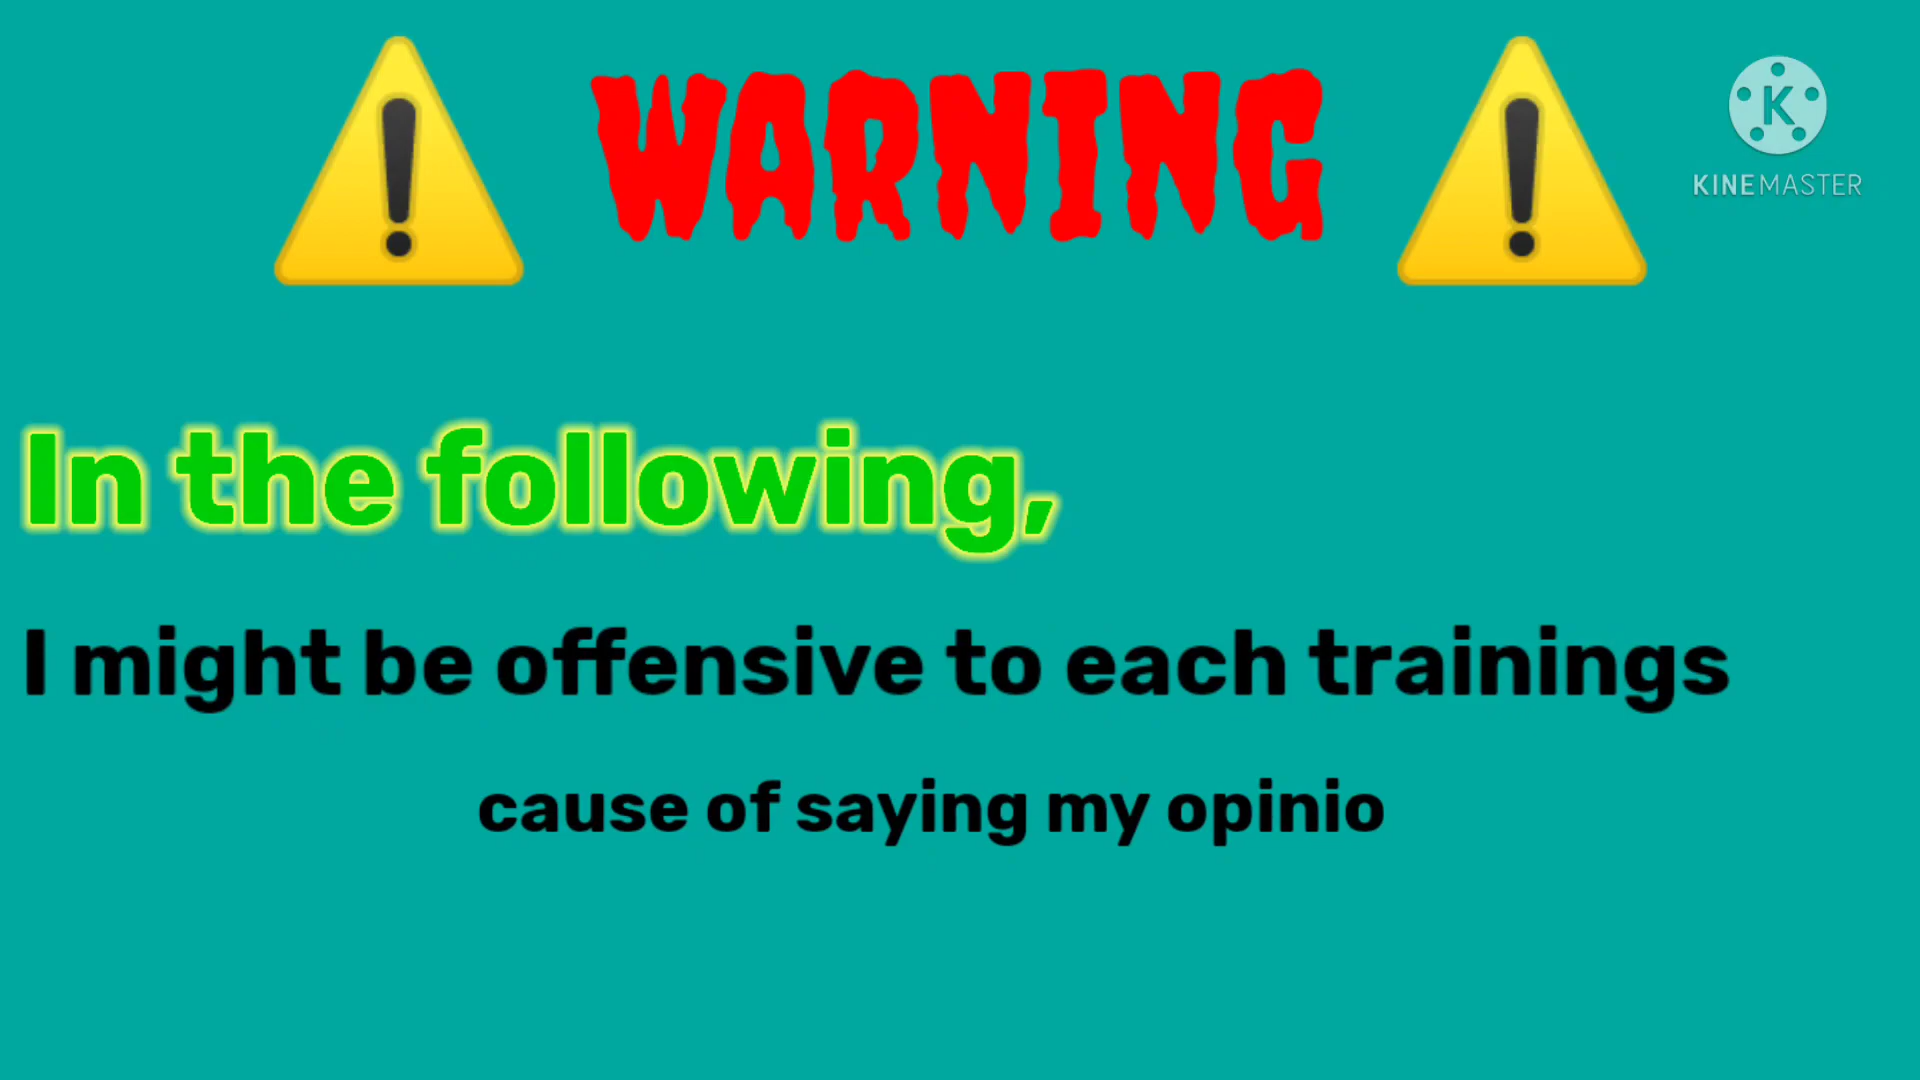 WARNING
K
KINEMASTER
In the following,
I might be offensive to each trainings
cause of saying my opinio